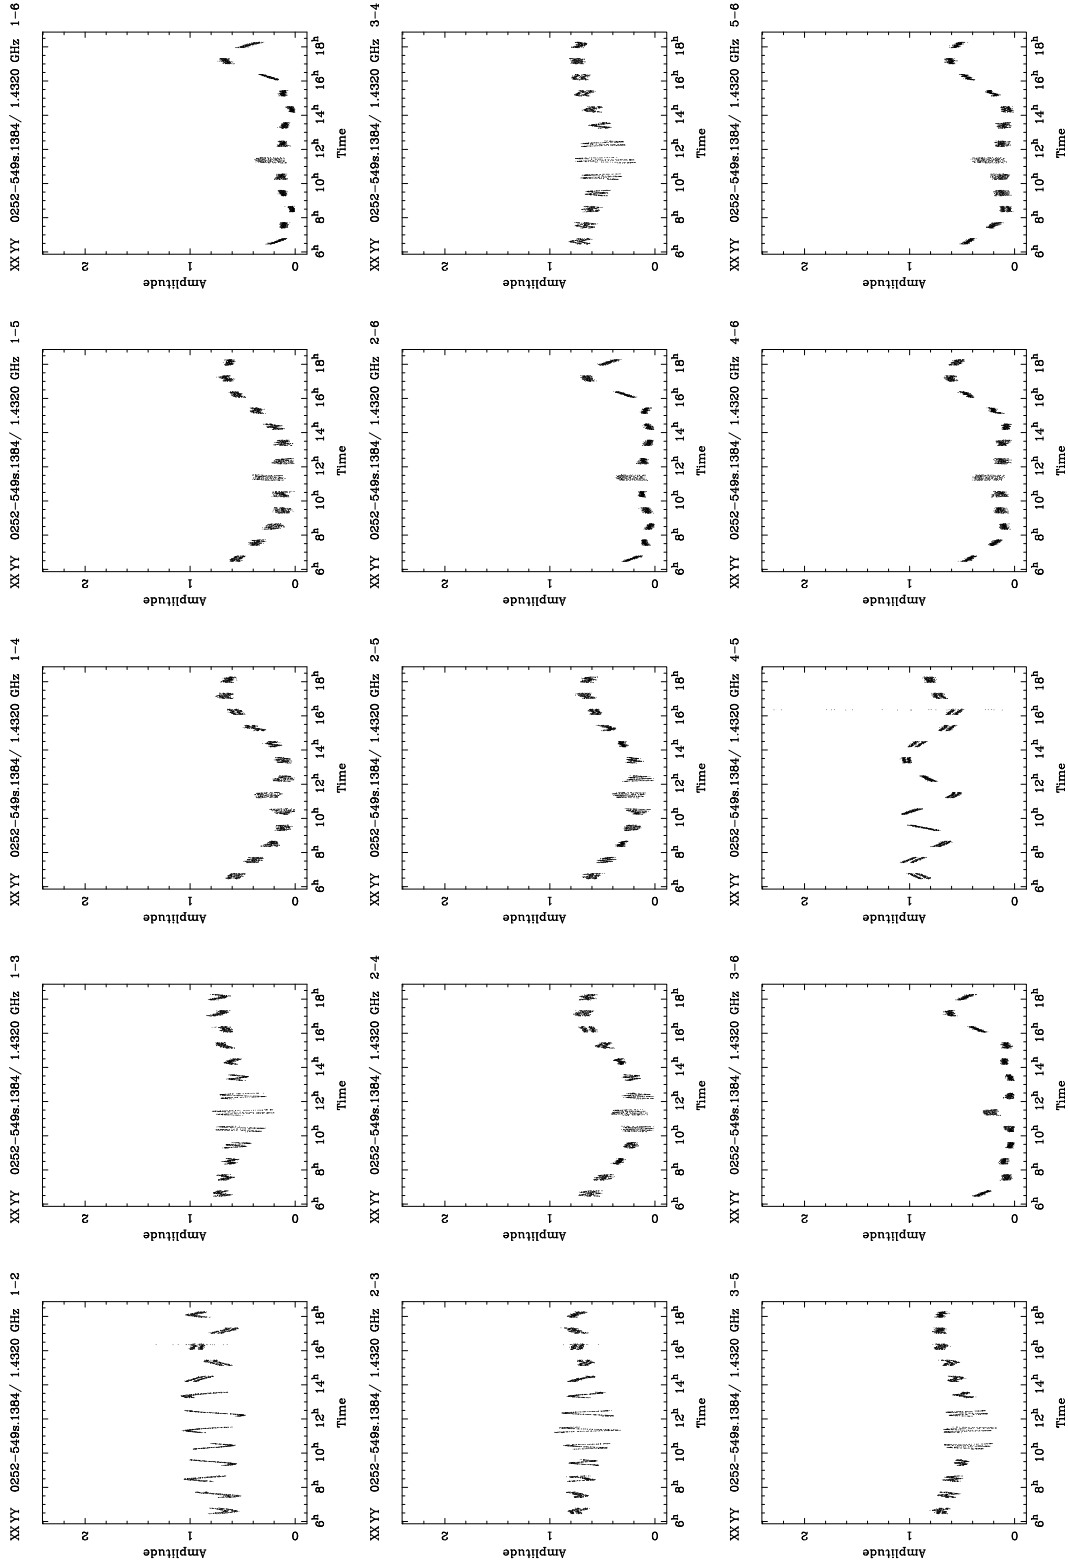 XX YY 0252-549s.1384/ 1.4320 GHz 1-2
Amplitude
2
1
0
6h 8h 10h 12h 14h 16h 18h
Time
XX YY 0252-549s.1384/ 1.4320 GHz 1-3
Amplitude
2
1
0
6h 8h 10h 12h 14h 16h 18h
Time
XX YY 0252-549s.1384/ 1.4320 GHz 1-4
Amplitude
2
1
0
6h 8h 10h 12h 14h 16h 18h
Time
XX YY 0252-549s.1384/ 1.4320 GHz 1-5
Amplitude
2
1
0
6h 8h 10h 12h 14h 16h 18h
Time
XX YY 0252-549s.1384/ 1.4320 GHz 1-6
Amplitude
2
1
0
6h 8h 10h 12h 14h 16h 18h
Time
XX YY 0252-549s.1384/ 1.4320 GHz 2-3
Amplitude
2
1
0
6h 8h 10h 12h 14h 16h 18h
Time
XX YY 0252-549s.1384/ 1.4320 GHz 2-4
Amplitude
2
1
0
6h 8h 10h 12h 14h 16h 18h
Time
XX YY 0252-549s.1384/ 1.4320 GHz 2-5
Amplitude
2
1
0
6h 8h 10h 12h 14h 16h 18h
Time
XX YY 0252-549s.1384/ 1.4320 GHz 2-6
Amplitude
2
1
0
6h 8h 10h 12h 14h 16h 18h
Time
XX YY 0252-549s.1384/ 1.4320 GHz 3-4
Amplitude
2
1
0
6h 8h 10h 12h 14h 16h 18h
Time
XX YY 0252-549s.1384/ 1.4320 GHz 3-5
Amplitude
2
1
0
6h 8h 10h 12h 14h 16h 18h
Time
XX YY 0252-549s.1384/ 1.4320 GHz 3-6
Amplitude
2
1
0
6h 8h 10h 12h 14h 16h 18h
Time
XX YY 0252-549s.1384/ 1.4320 GHz 4-5
Amplitude
2
1
0
6h 8h 10h 12h 14h 16h 18h
Time
XX YY 0252-549s.1384/ 1.4320 GHz 4-6
Amplitude
2
1
0
6h 8h 10h 12h 14h 16h 18h
Time
XX YY 0252-549s.1384/ 1.4320 GHz 5-6
Amplitude
2
1
0
6h 8h 10h 12h 14h 16h 18h
Time